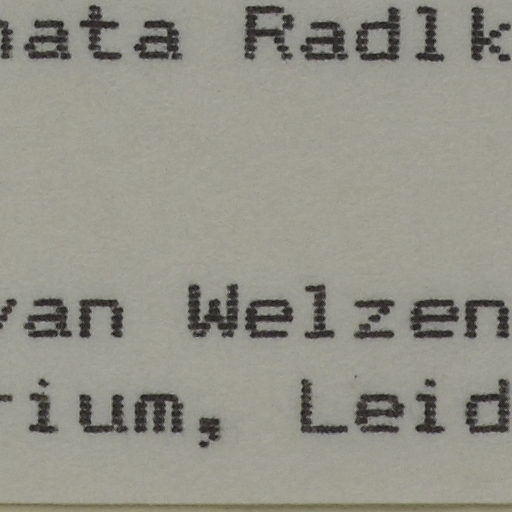 nata Radlk
van Welzen
rium, Leid